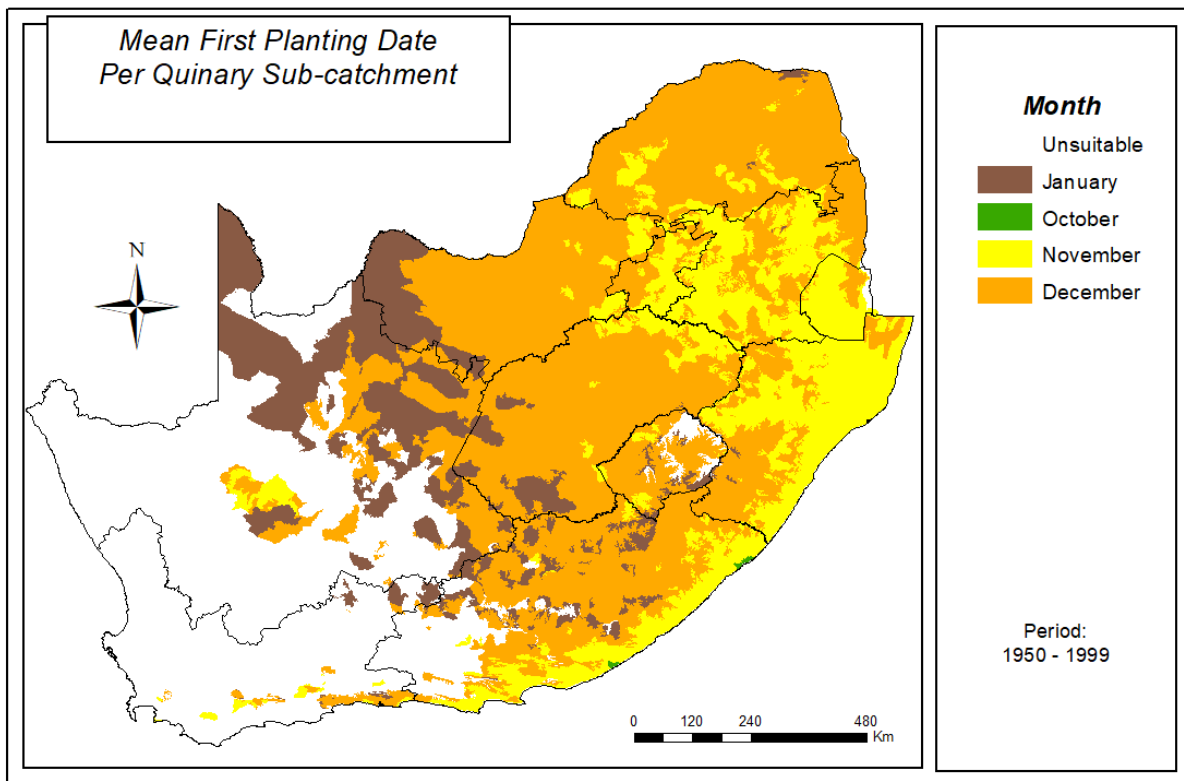 Mean First Planting Date
Per Quinary Sub-catchment
N
Month
Unsuitable
January
October
November
December
Period:
1950 - 1999
0 120 240 480
Km